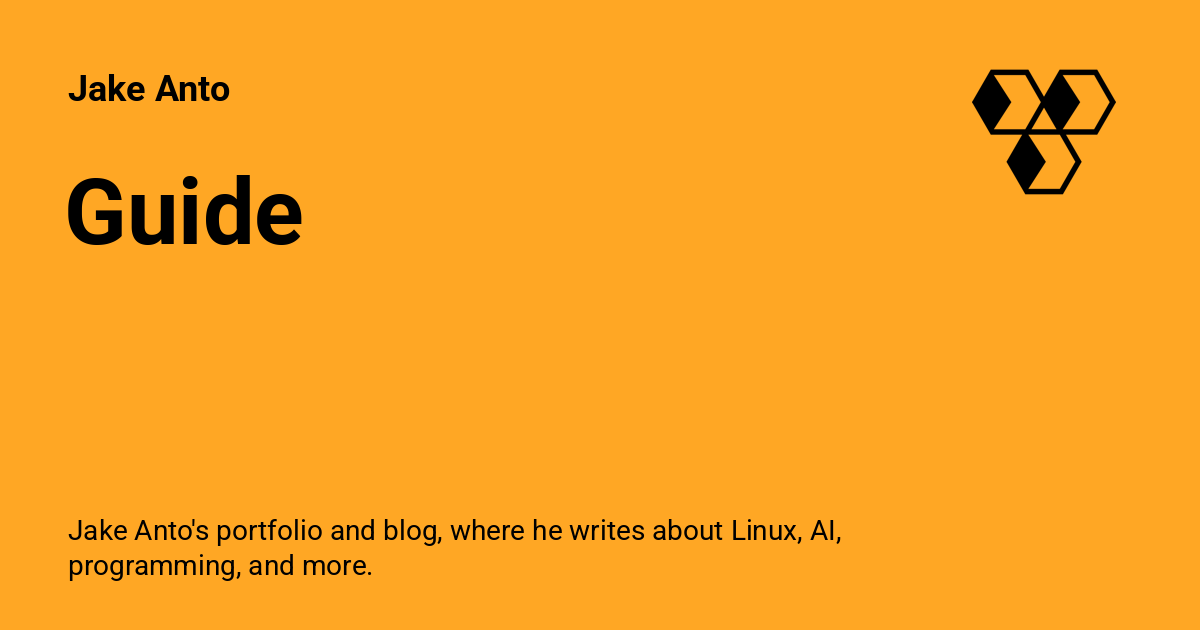 Jake Anto
Guide
Jake Anto's portfolio and blog, where he writes about Linux, AI,
programming, and more.